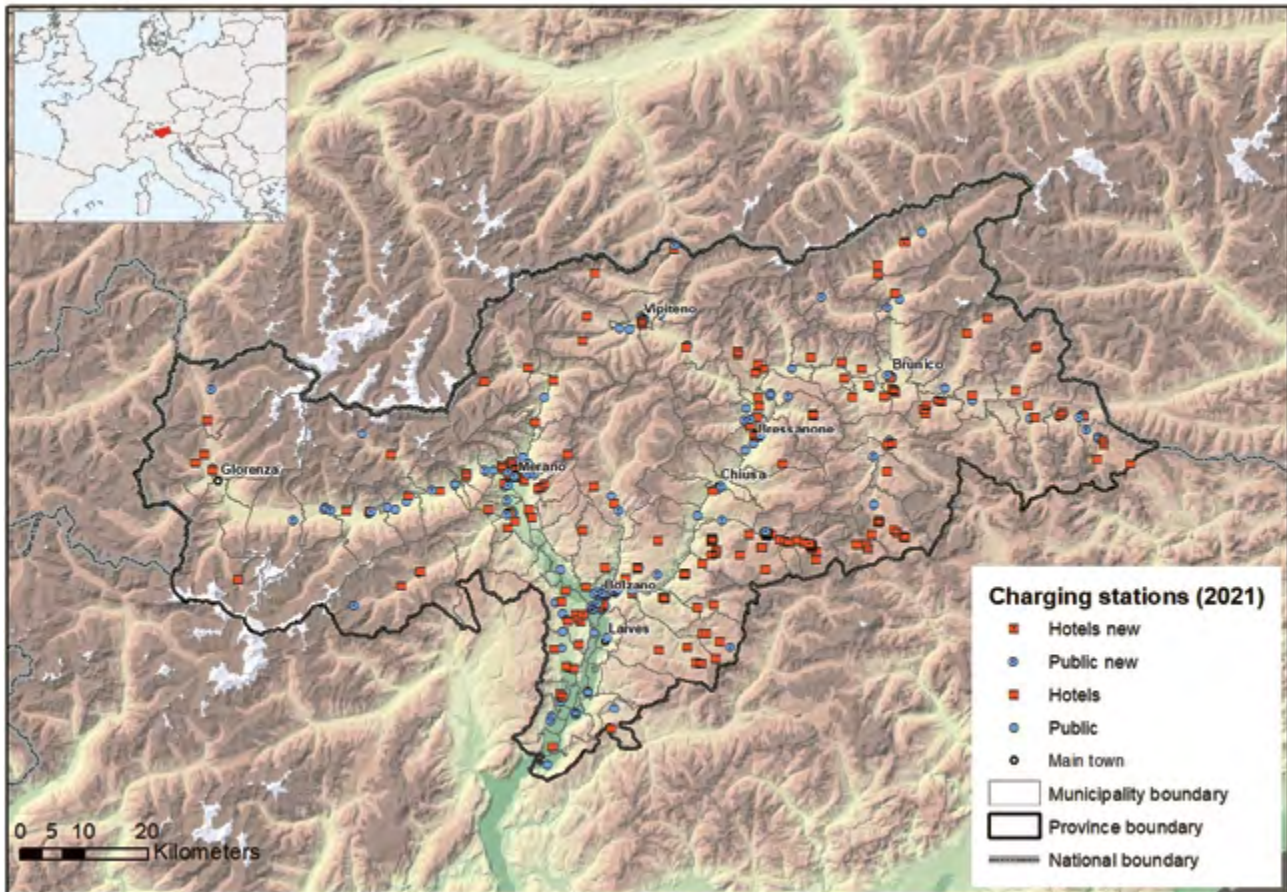 Vipiteno
Brunico
Bressanone
Glorenza
Merano
Chiusa
Bolzano
Laives
Charging stations (2021)
Hotels new
Public new
Hotels
Public
Main town
Municipality boundary
Province boundary
National boundary
0 5 10 20
Kilometers